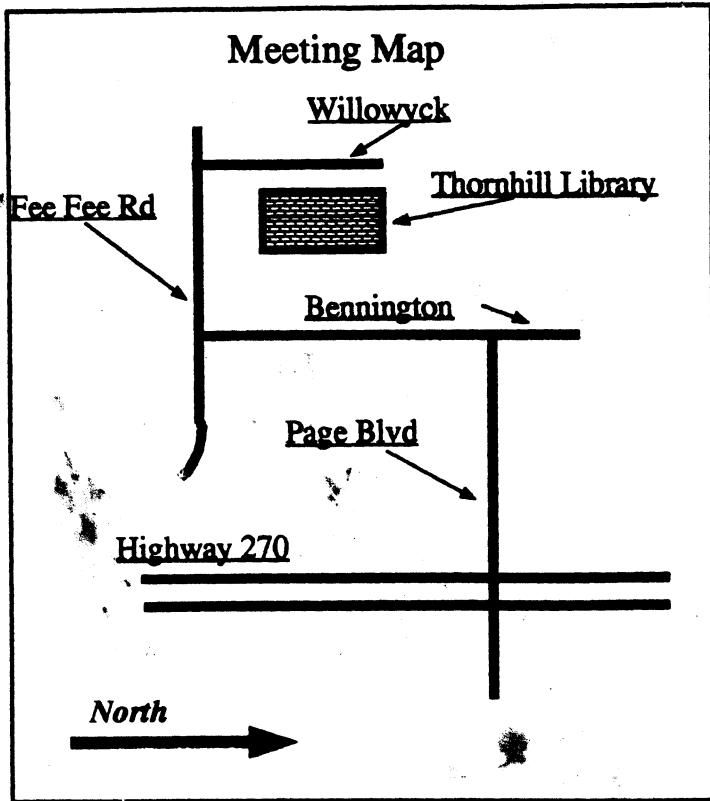 Meeting Map
Willowyck
Thornhill Library
Fee Fee Rd
Bennington
Page Blvd
Highway 270
North